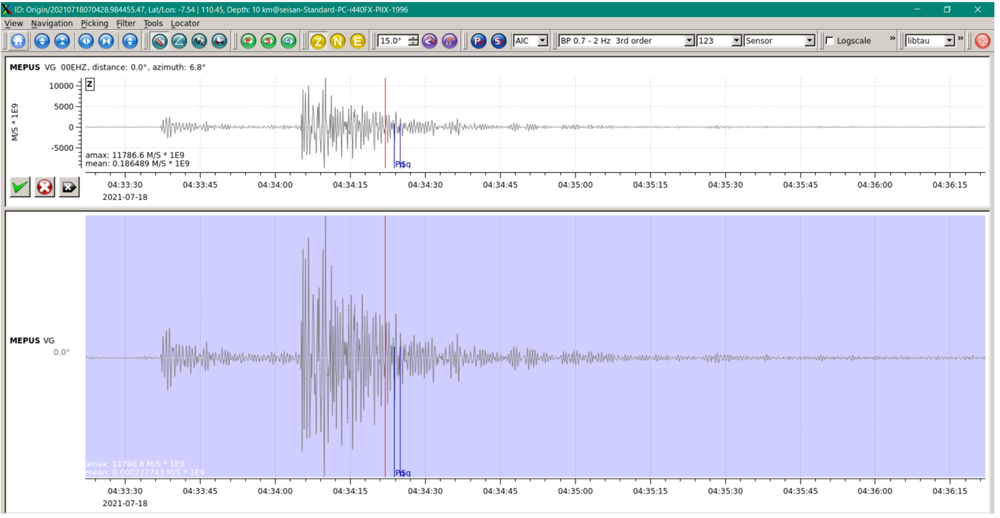 ID: Origin/20210718070428.984455.47, Lat/Lon: -7.54 | 110.45, Depth: 10 km@seisan-Standard-PC-i440FX-PIIX-1996
View Navigation Picking Filter Tools Locator
P S Z N E 15.0° P S AIC BP 0.7 - 2 Hz 3rd order 123 Sensor Logscale » libtau »
MEPUS VG 00EHZ, distance: 0.0°, azimuth: 6.8°
Z
10000
5000
0
-5000
M/S * 1E9
amax: 11786.6 M/S * 1E9
mean: 0.186489 M/S * 1E9
04:33:30 04:33:45 04:34:00 04:34:15 04:34:30 04:34:45 04:35:00 04:35:15 04:35:30 04:35:45 04:36:00 04:36:15
2021-07-18
MEPUS VG
0.0°
amax: 11786.8 M/S * 1E9
mean: 0.000222743 M/S * 1E9
04:33:30 04:33:45 04:34:00 04:34:15 04:34:30 04:34:45 04:35:00 04:35:15 04:35:30 04:35:45 04:36:00 04:36:15
2021-07-18